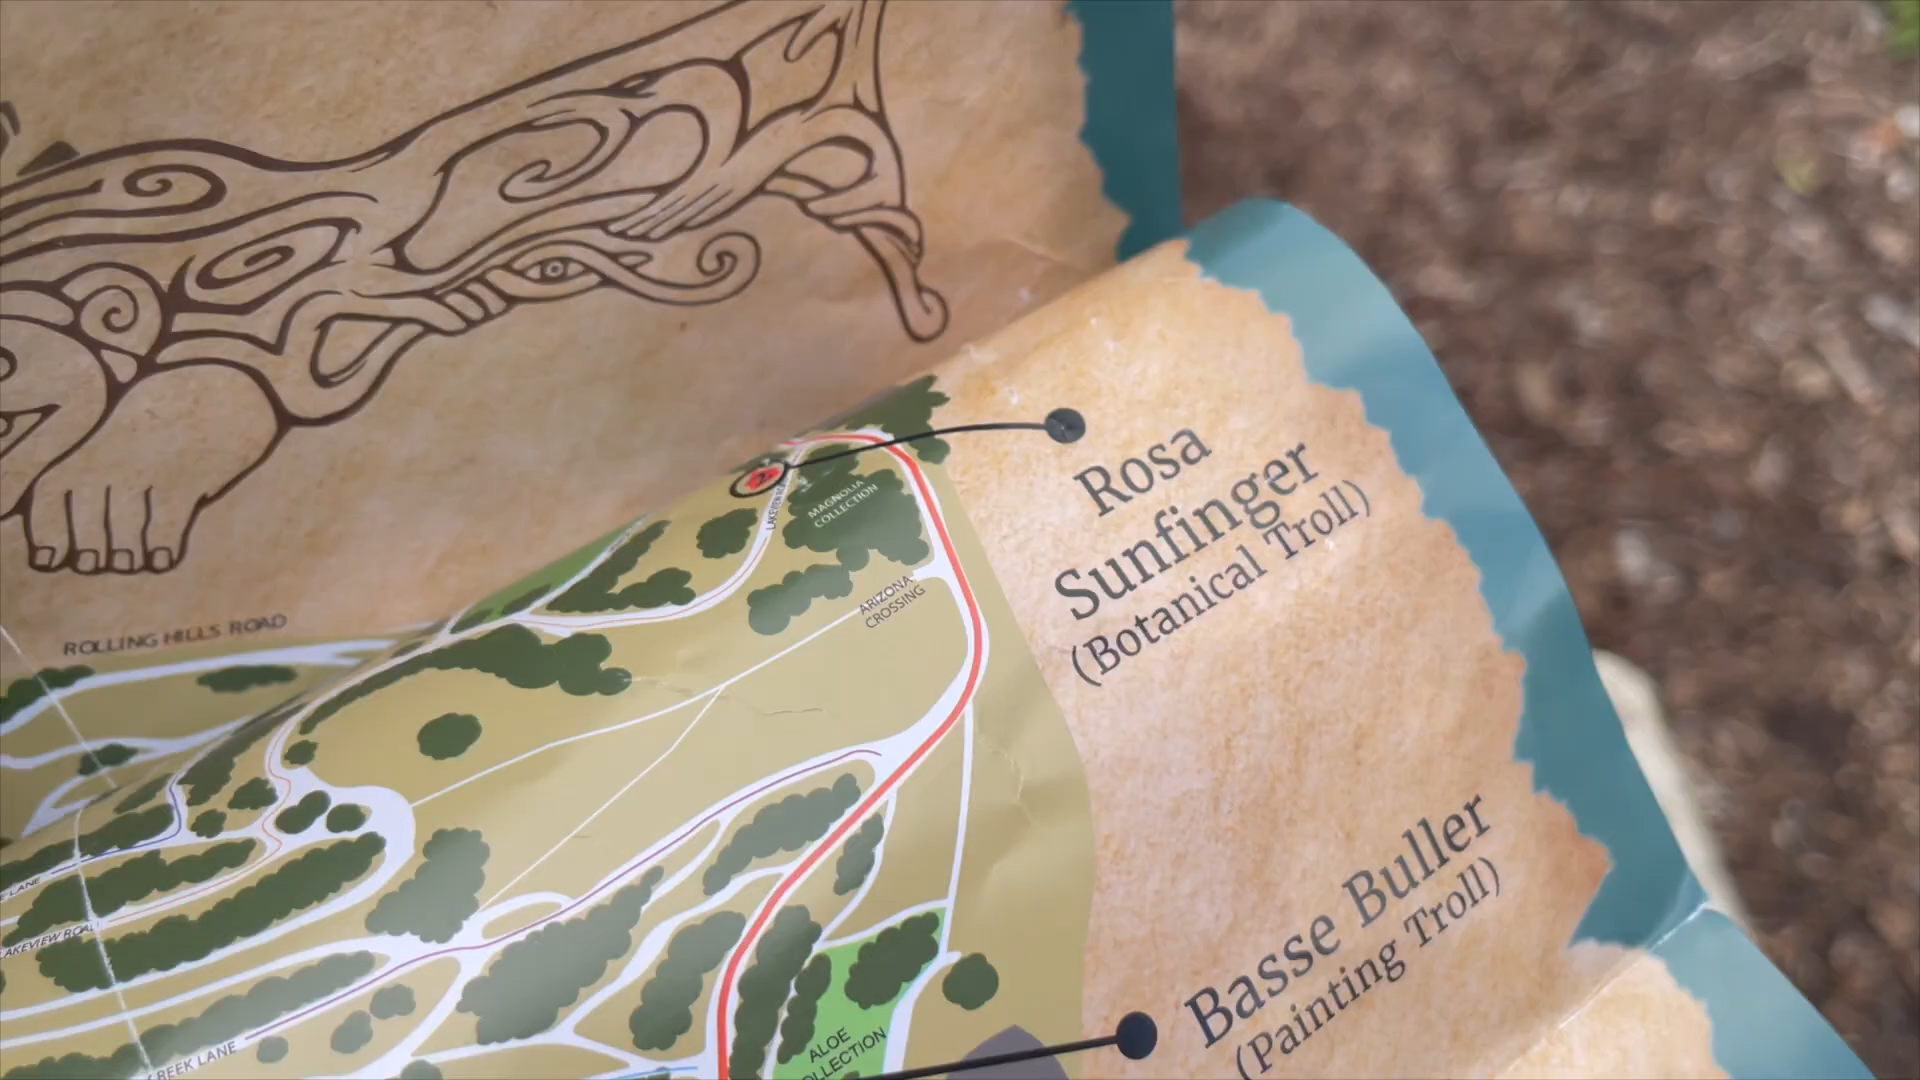 Rosa
Sunfinger
(Botanical Troll)
MAGNOLIA
COLLECTION
ARIZONA
CROSSING
ROLLING HILLS ROAD
LAKEVIEW ROAD
Basse Buller
(Painting Troll)
ALOE
LANE
CREEK LANE